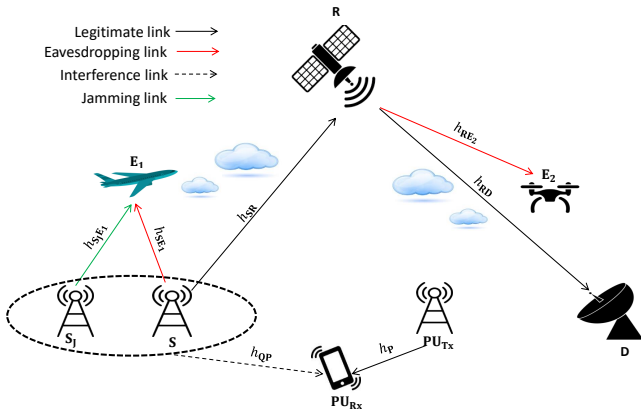 R
Legitimate link
Eavesdropping link
Interference link
Jamming link
E₁
h_RE₂
E₂
h_RD
h_SR
h_SjE₁
h_SE₁
S_J
S
PU_Tx
h_QP
h_P
D
PU_Rx